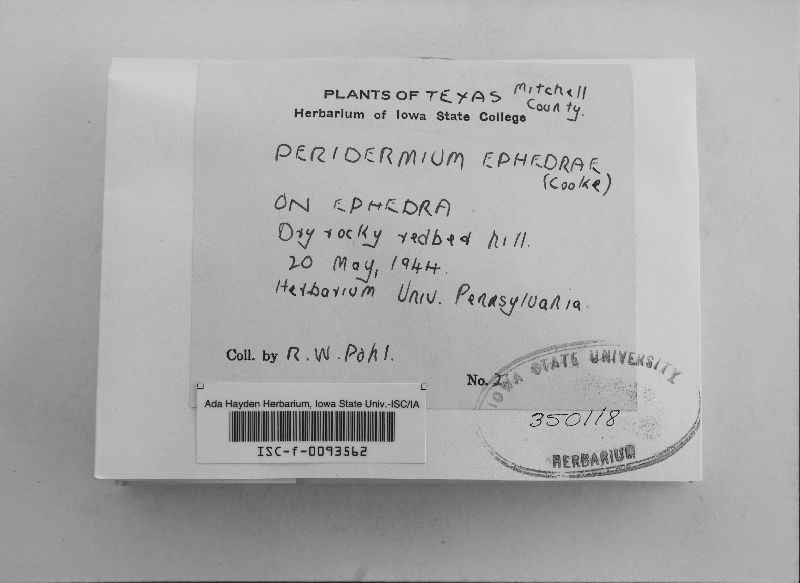 PLANTS OF TEXAS Mitchell
County.
Herbarium of Iowa State College
PERIDERMIUM EPHEDRAE
(Cooke)
ON EPHEDRA
Dry rocky redbed hill.
20 May, 1944.
Herbarium Univ. Pennsylvania.
Coll. by R. W. Pohl.
No. 2
IOWA STATE UNIVERSITY
350118
HERBARIUM
Ada Hayden Herbarium, Iowa State Univ.-ISC/IA
ISC-f-0093562